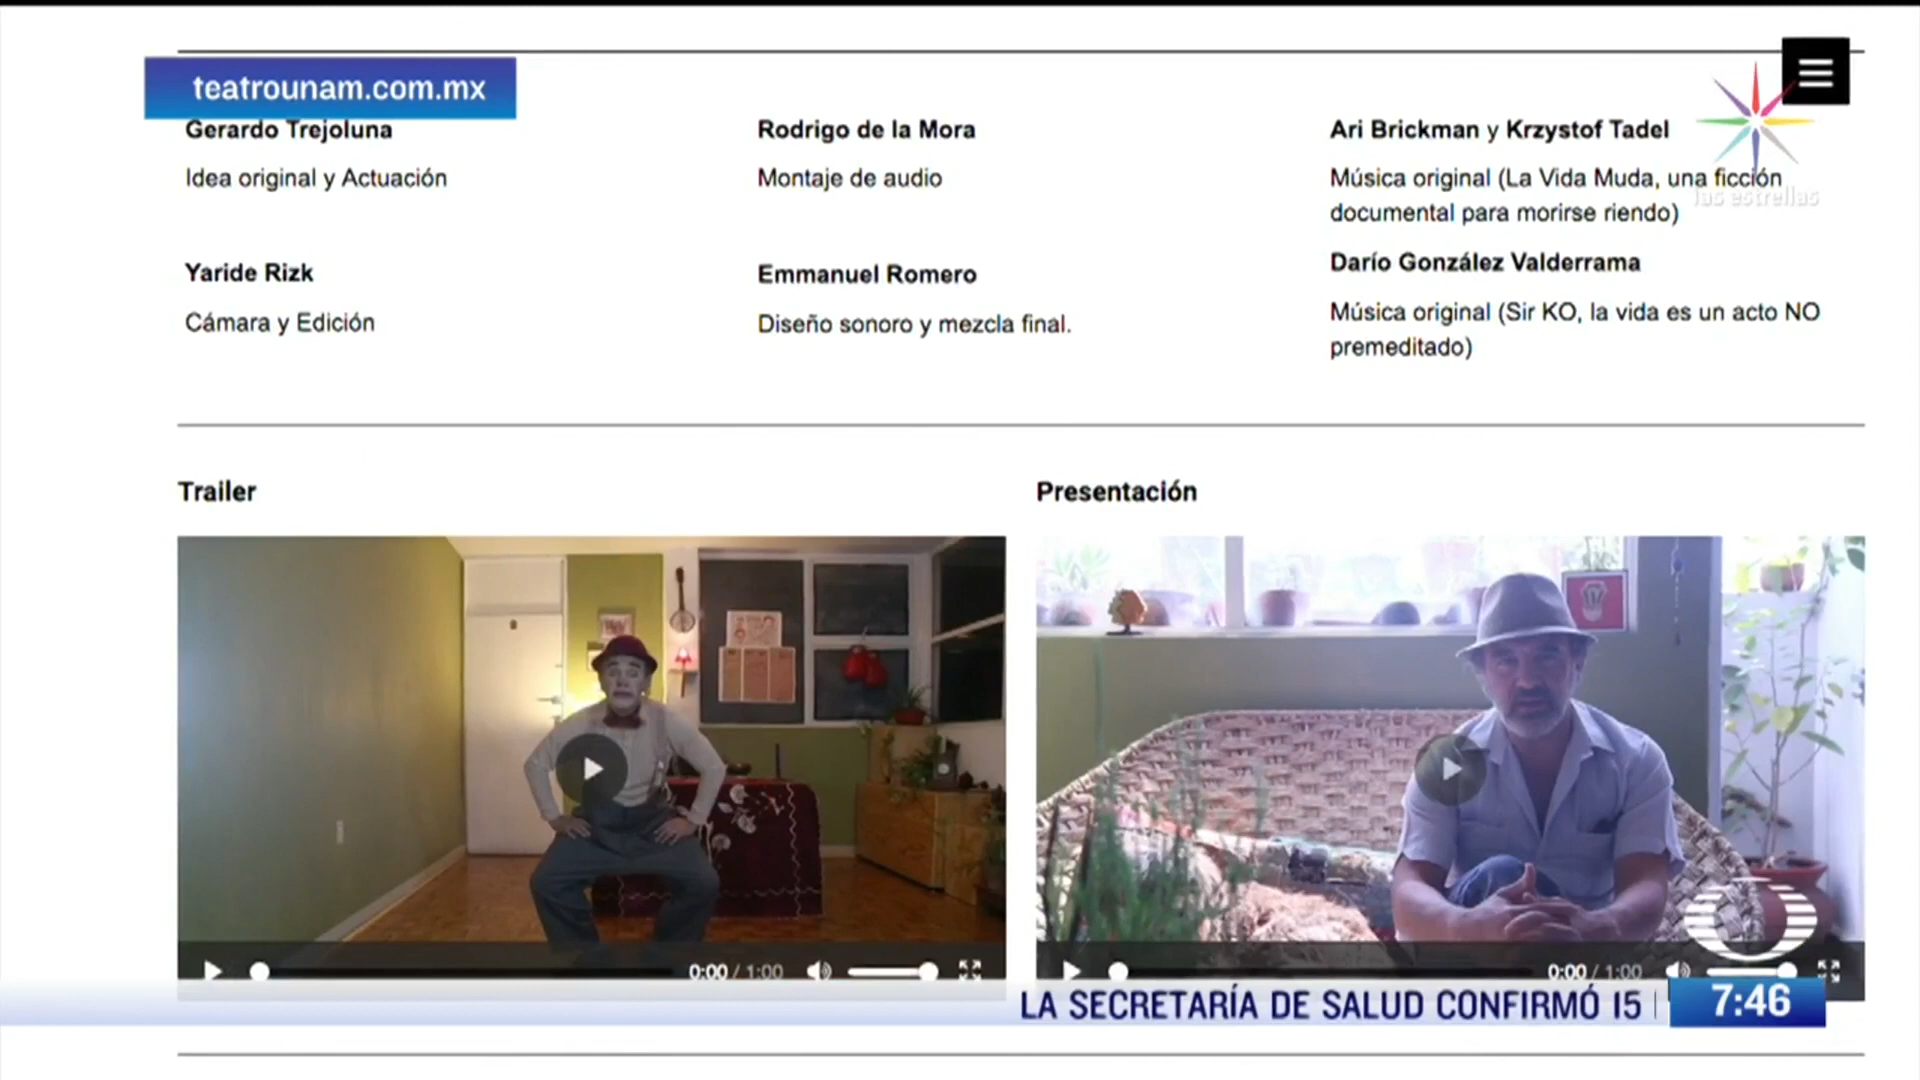 teatrounam.com.mx
Gerardo Trejoluna
Idea original y Actuación
Rodrigo de la Mora
Montaje de audio
Ari Brickman y Krzystof Tadel
Música original (La Vida Muda, una ficción
documental para morirse riendo)
las estrellas
Yaride Rizk
Cámara y Edición
Emmanuel Romero
Diseño sonoro y mezcla final.
Darío González Valderrama
Música original (Sir KO, la vida es un acto NO
premeditado)
Trailer
Presentación
0:00 / 1:00
0:00 / 1:00
LA SECRETARÍA DE SALUD CONFIRMÓ 15
7:46